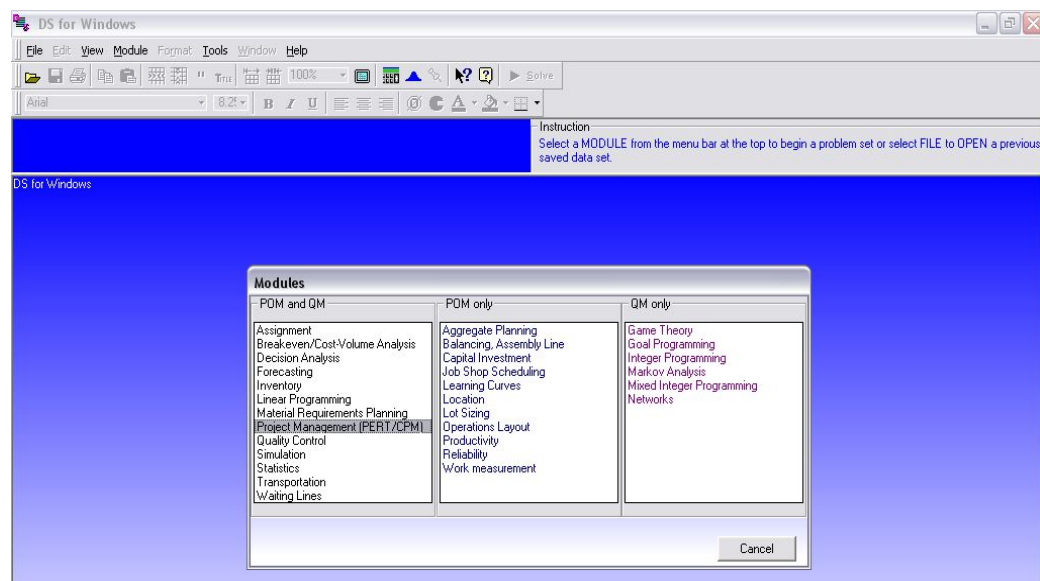 DS for Windows
File Edit View Module Format Tools Window Help
" TITLE 100% Solve
Arial 8.2! B I U
Instruction
Select a MODULE from the menu bar at the top to begin a problem set or select FILE to OPEN a previous
saved data set.
DS for Windows
Modules
POM and QM
Assignment
Breakeven/Cost-Volume Analysis
Decision Analysis
Forecasting
Inventory
Linear Programming
Material Requirements Planning
Project Management (PERT/CPM)
Quality Control
Simulation
Statistics
Transportation
Waiting Lines
POM only
Aggregate Planning
Balancing, Assembly Line
Capital Investment
Job Shop Scheduling
Learning Curves
Location
Lot Sizing
Operations Layout
Productivity
Reliability
Work measurement
QM only
Game Theory
Goal Programming
Integer Programming
Markov Analysis
Mixed Integer Programming
Networks
Cancel